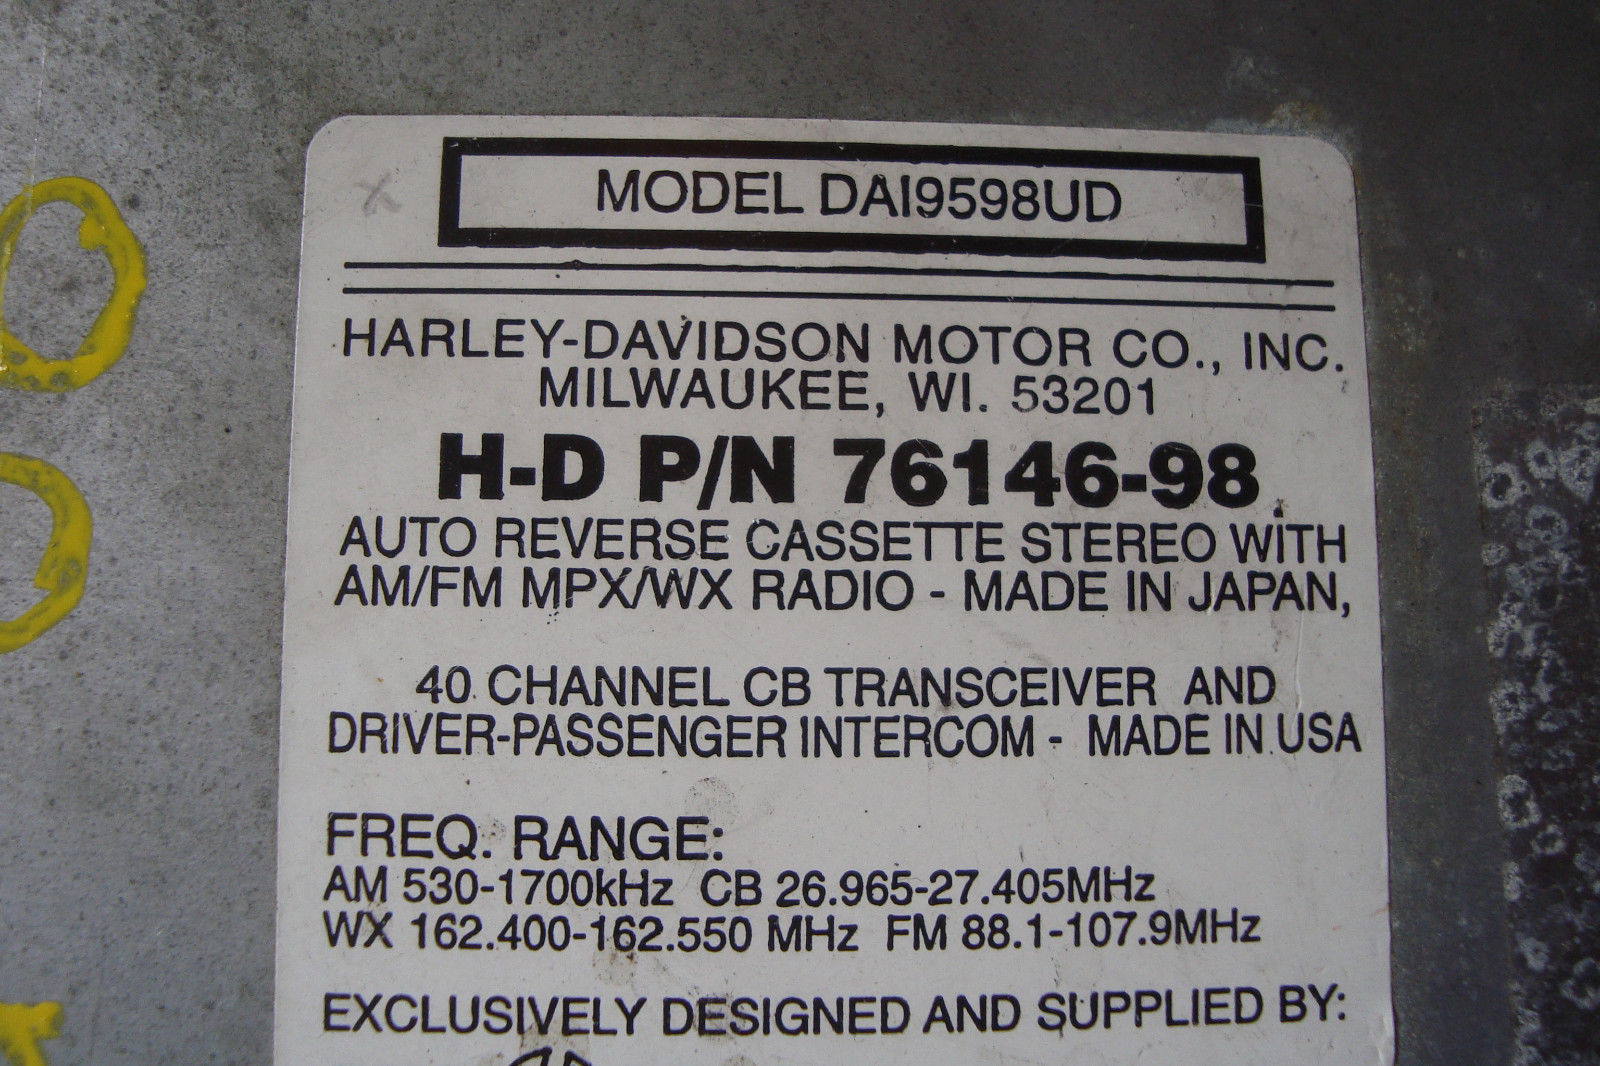 MODEL DAI9598UD
HARLEY-DAVIDSON MOTOR CO., INC.
MILWAUKEE, WI. 53201
H-D P/N 76146-98
AUTO REVERSE CASSETTE STEREO WITH
AM/FM MPX/WX RADIO - MADE IN JAPAN,
40 CHANNEL CB TRANSCEIVER AND
DRIVER-PASSENGER INTERCOM - MADE IN USA
FREQ. RANGE:
AM 530-1700kHz CB 26.965-27.405MHz
WX 162.400-162.550 MHz FM 88.1-107.9MHz
EXCLUSIVELY DESIGNED AND SUPPLIED BY: